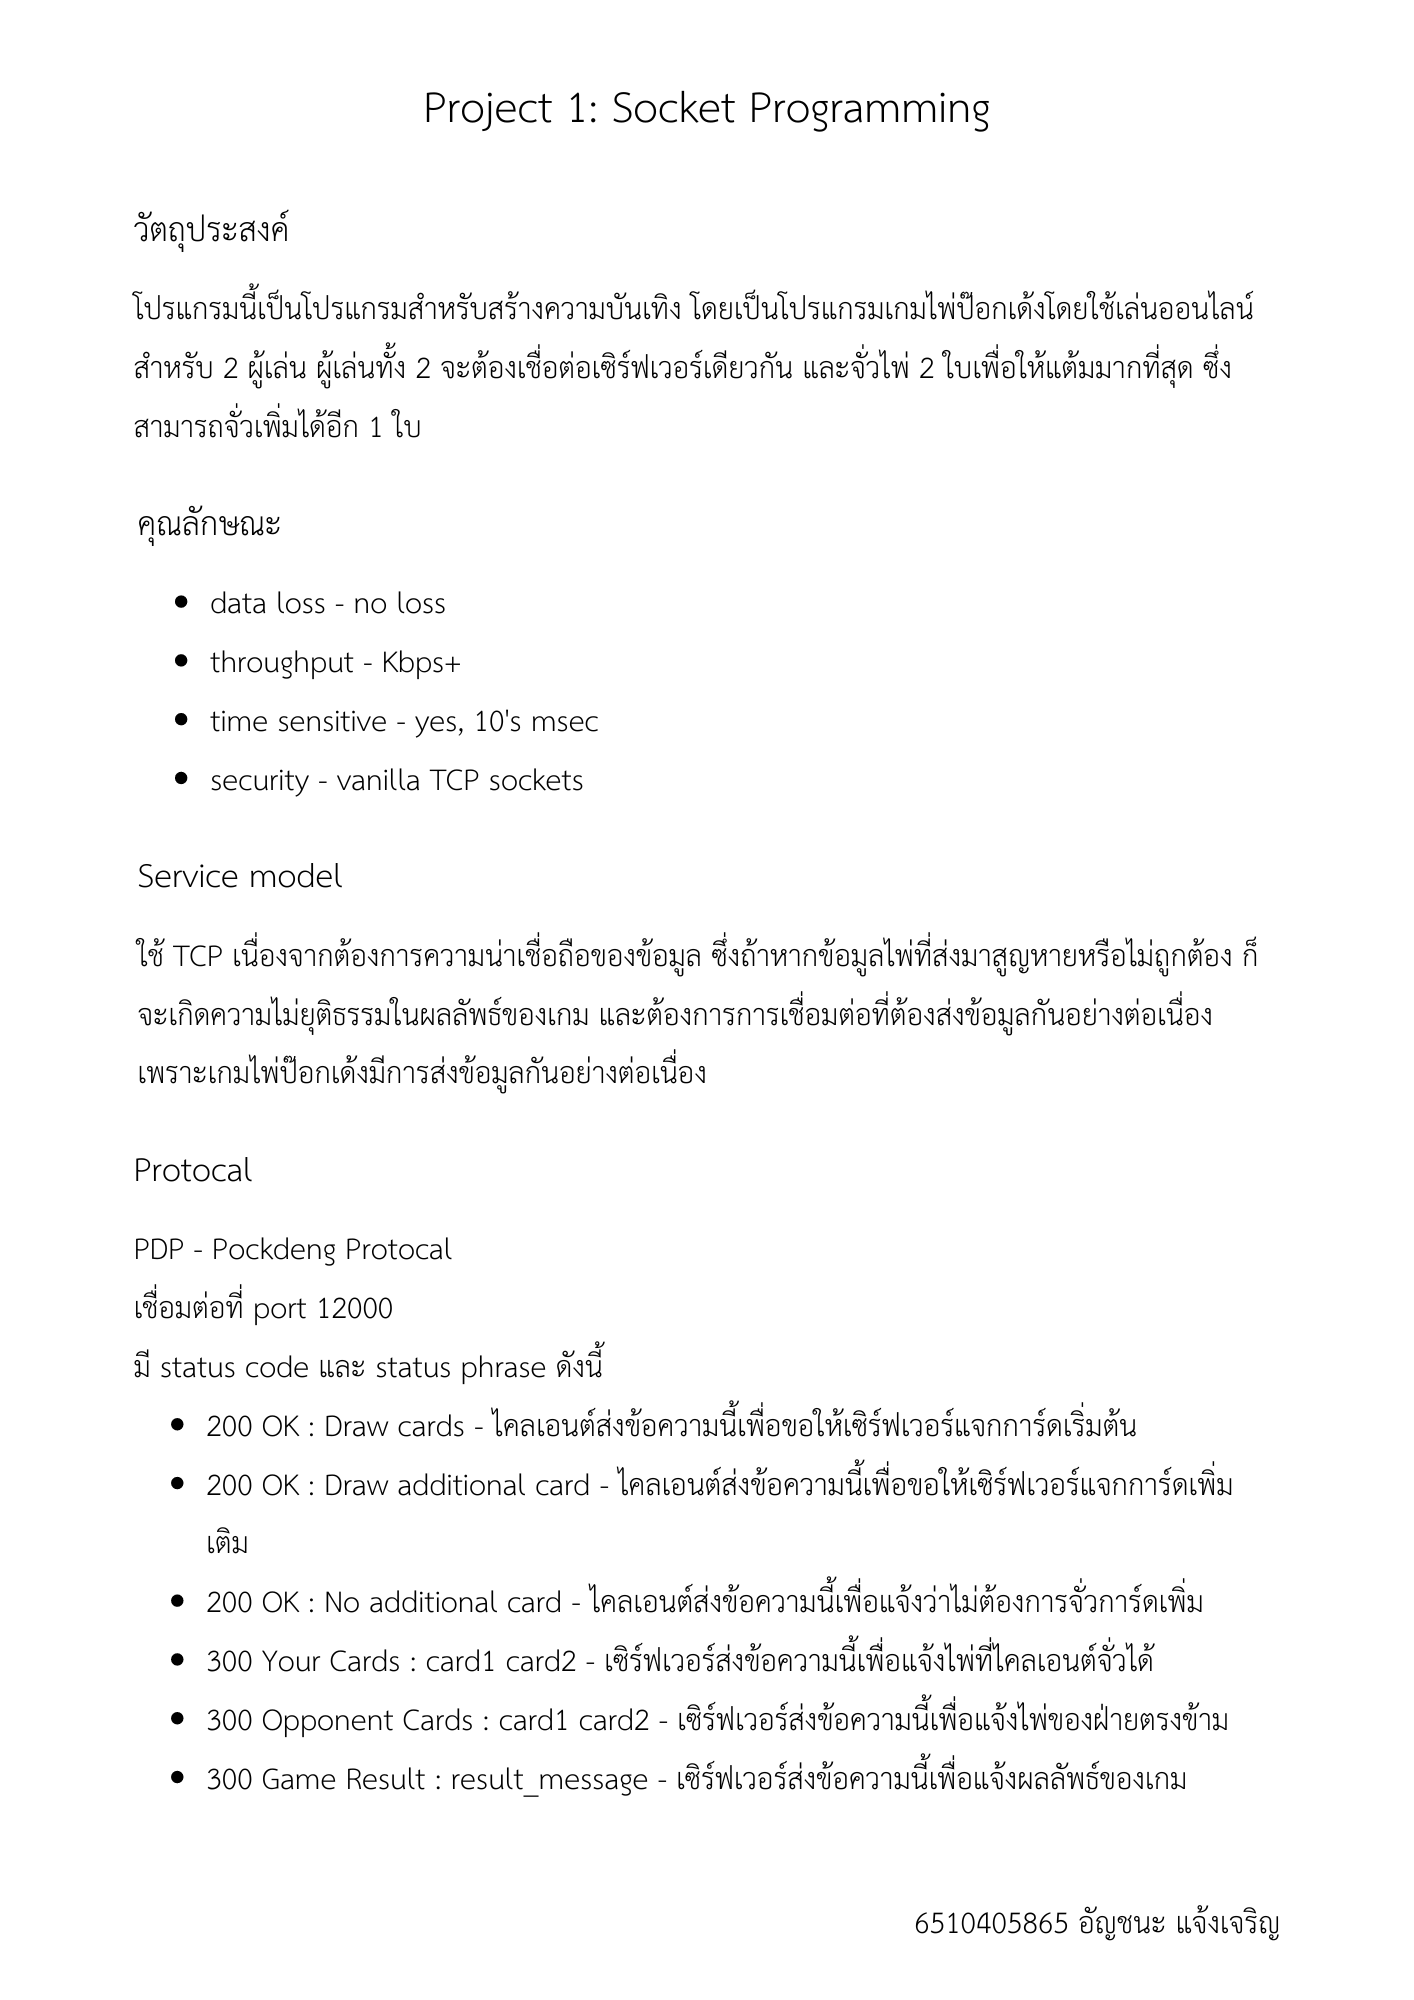 Project 1: Socket Programming
วัตถุประสงค์
โปรแกรมนี้เป็นโปรแกรมสำหรับสร้างความบันเทิง โดยเป็นโปรแกรมเกมไพ่ป๊อกเด้งโดยใช้เล่นออนไลน์
สำหรับ 2 ผู้เล่น ผู้เล่นทั้ง 2 จะต้องเชื่อต่อเซิร์ฟเวอร์เดียวกัน และจั่วไพ่ 2 ใบเพื่อให้แต้มมากที่สุด ซึ่ง
สามารถจั่วเพิ่มได้อีก 1 ใบ
คุณลักษณะ
• data loss - no loss
• throughput - Kbps+
• time sensitive - yes, 10's msec
• security - vanilla TCP sockets
Service model
ใช้ TCP เนื่องจากต้องการความน่าเชื่อถือของข้อมูล ซึ่งถ้าหากข้อมูลไพ่ที่ส่งมาสูญหายหรือไม่ถูกต้อง ก็
จะเกิดความไม่ยุติธรรมในผลลัพธ์ของเกม และต้องการการเชื่อมต่อที่ต้องส่งข้อมูลกันอย่างต่อเนื่อง
เพราะเกมไพ่ป๊อกเด้งมีการส่งข้อมูลกันอย่างต่อเนื่อง
Protocal
PDP - Pockdeng Protocal
เชื่อมต่อที่ port 12000
มี status code และ status phrase ดังนี้
• 200 OK : Draw cards - ไคลเอนต์ส่งข้อความนี้เพื่อขอให้เซิร์ฟเวอร์แจกการ์ดเริ่มต้น
• 200 OK : Draw additional card - ไคลเอนต์ส่งข้อความนี้เพื่อขอให้เซิร์ฟเวอร์แจกการ์ดเพิ่ม
เติม
• 200 OK : No additional card - ไคลเอนต์ส่งข้อความนี้เพื่อแจ้งว่าไม่ต้องการจั่วการ์ดเพิ่ม
• 300 Your Cards : card1 card2 - เซิร์ฟเวอร์ส่งข้อความนี้เพื่อแจ้งไพ่ที่ไคลเอนต์จั่วได้
• 300 Opponent Cards : card1 card2 - เซิร์ฟเวอร์ส่งข้อความนี้เพื่อแจ้งไพ่ของฝ่ายตรงข้าม
• 300 Game Result : result_message - เซิร์ฟเวอร์ส่งข้อความนี้เพื่อแจ้งผลลัพธ์ของเกม
6510405865 อัญชนะ แจ้งเจริญ